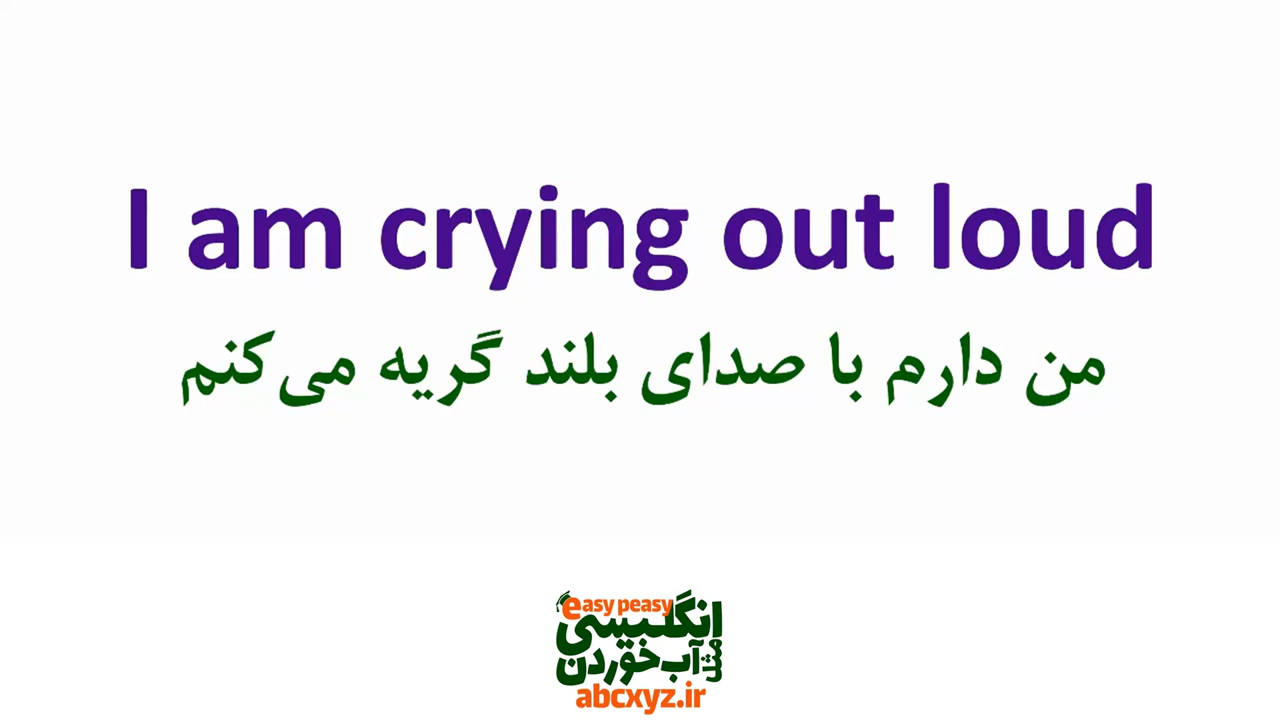 I am crying out loud
من دارم با صدای بلند گریه می‌کنم
easy peasy
انگلیسی
مثل
آب خوردن
abcxyz.ir